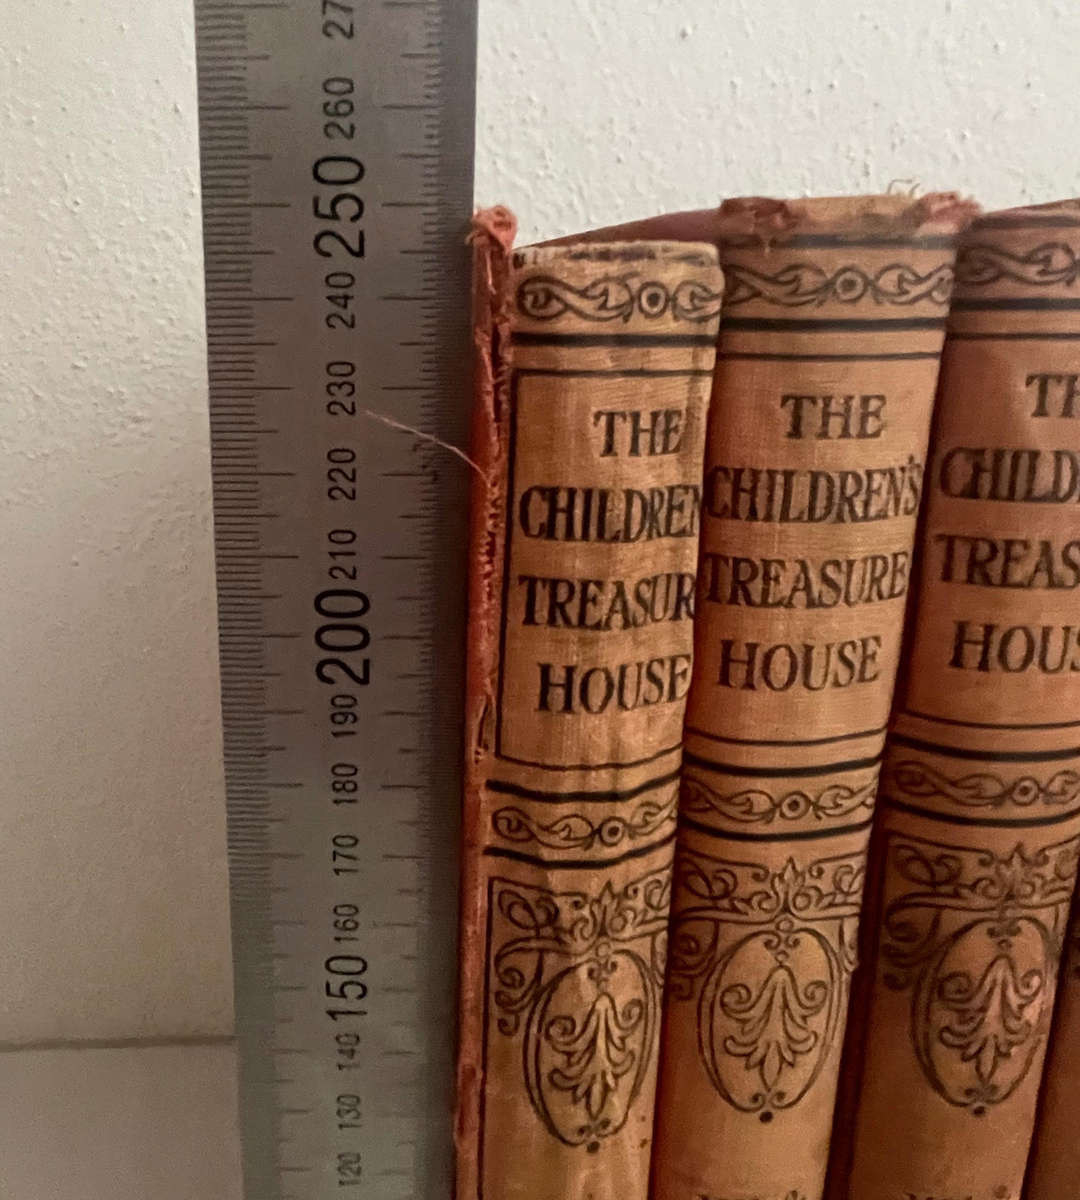 27
260
250
240
230
220
210
200
190
180
170
160
150
140
130
120
THE
CHILDREN
TREASUR
HOUSE
THE
CHILDREN'S
TREASURE
HOUSE
TH
CHILD
TREAS
HOUS